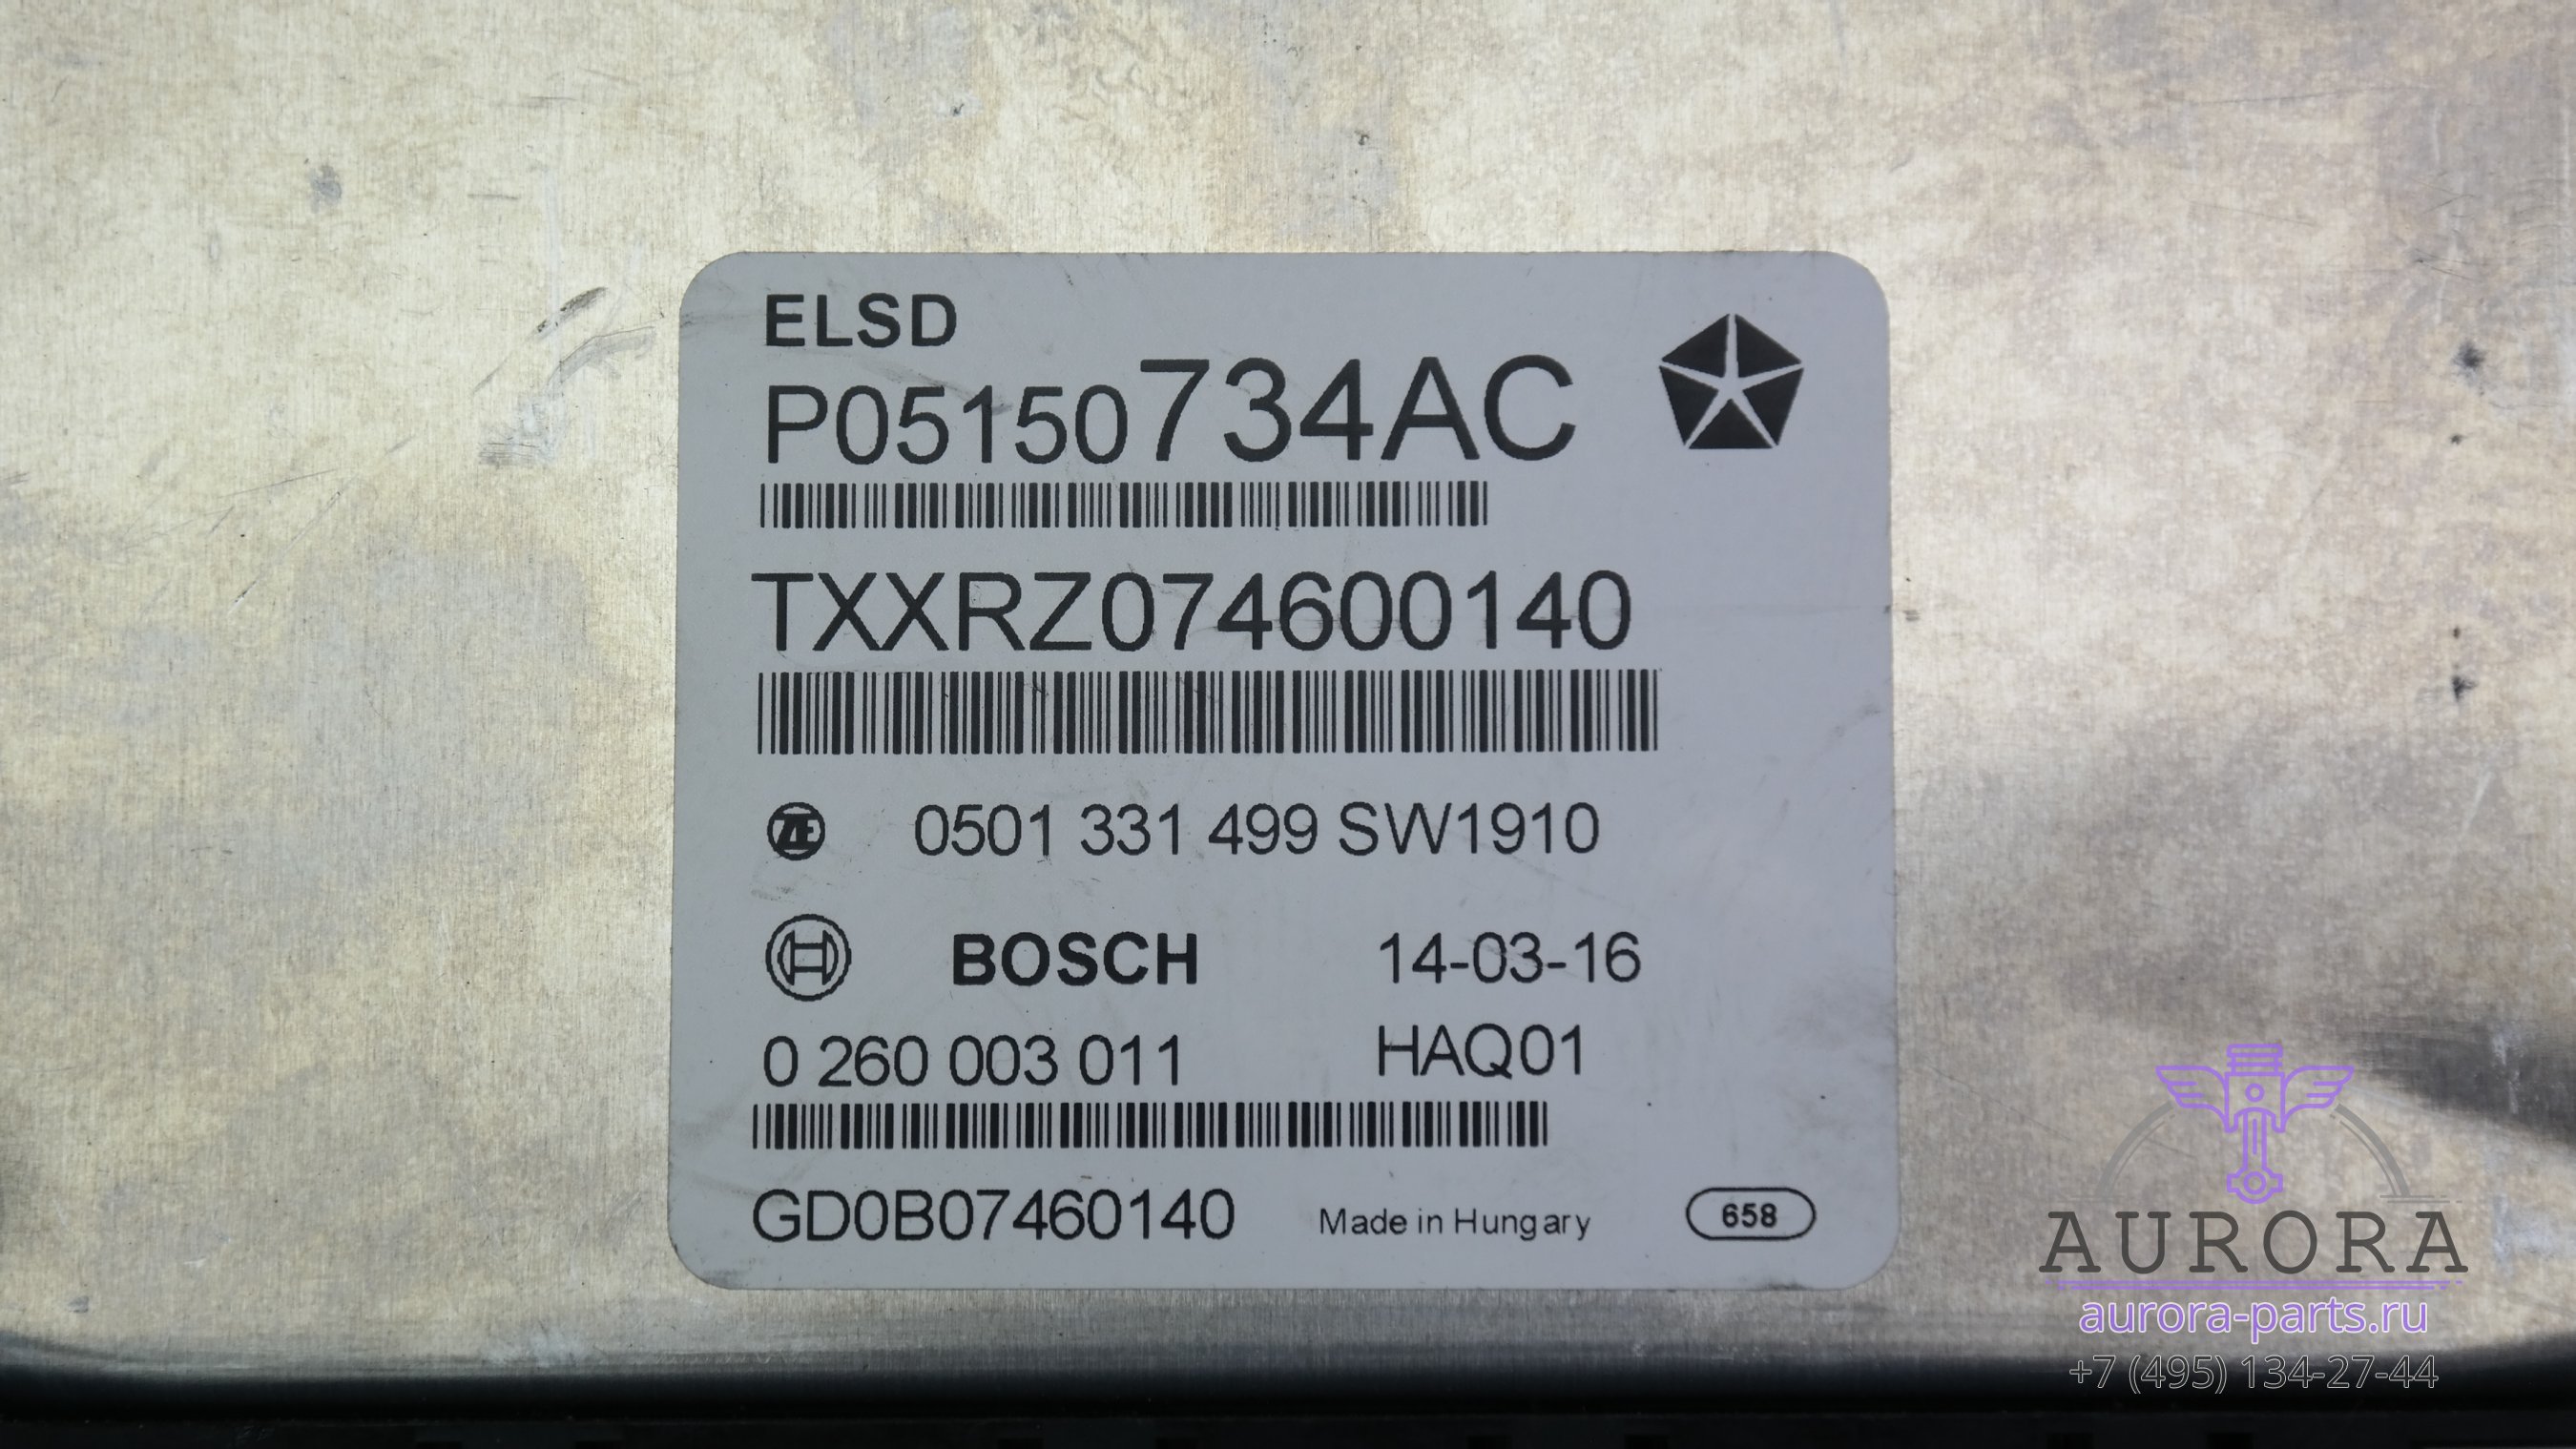 ELSD
P05150734AC
TXXRZ074600140
ZF 0501 331 499 SW1910
BOSCH 14-03-16
0 260 003 011 HAQ01
GD0B07460140 Made in Hungary 658
AURORA
aurora-parts.ru
+7 (495) 134-27-44